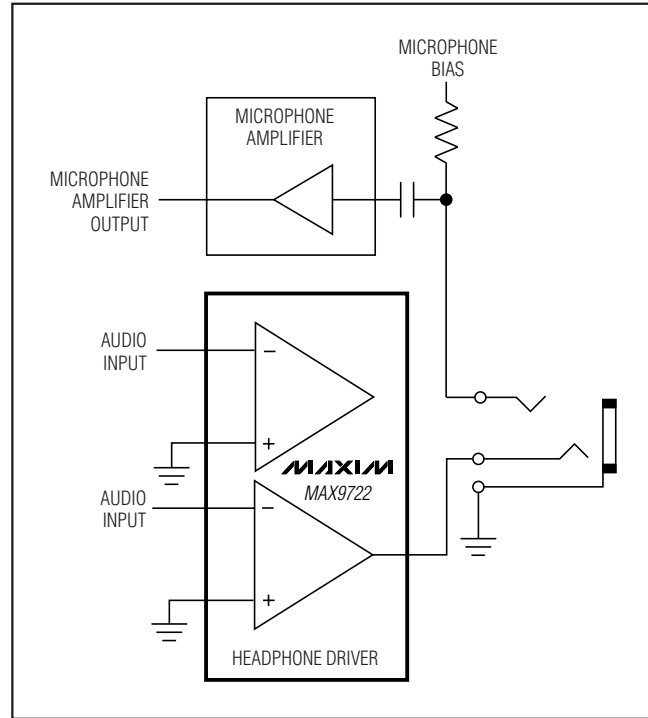 MICROPHONE
BIAS
MICROPHONE
AMPLIFIER
MICROPHONE
AMPLIFIER
OUTPUT
AUDIO
INPUT
−
+
MAXIM
MAX9722
AUDIO
INPUT
−
+
HEADPHONE DRIVER